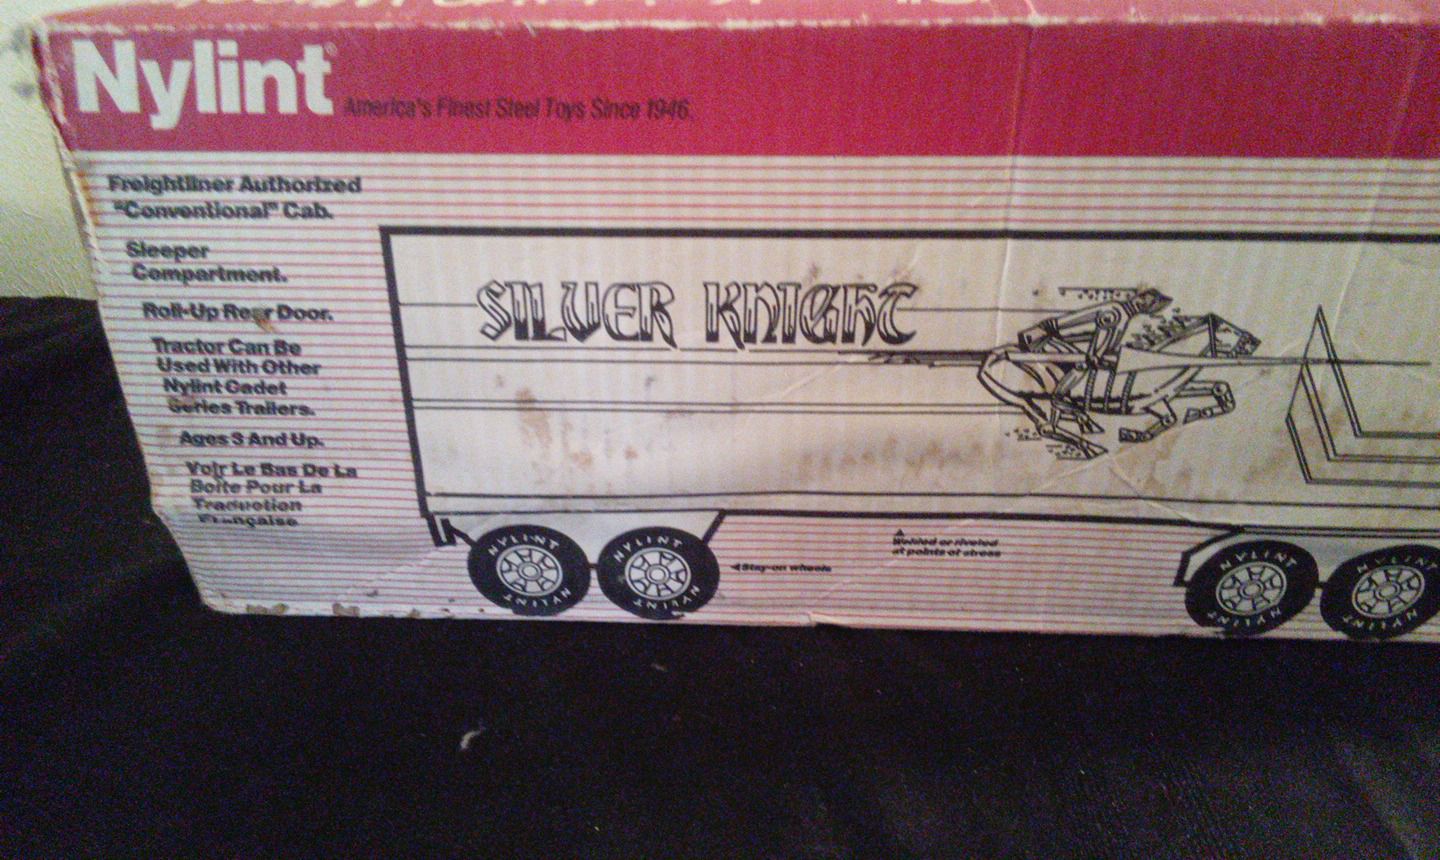 Nylint®
America's Finest Steel Toys Since 1946.
Freightliner Authorized
"Conventional" Cab.
Sleeper
Compartment.
Roll-Up Rear Door.
Tractor Can Be
Used With Other
Nylint Cadet
Series Trailers.
Ages 3 And Up.
Voir Le Bas De La
Boîte Pour La
Traduction
Française
SILVER KNIGHT
Welded or riveted
at points of stress
Stay-on wheels
NYLINT
NYLINT
NYLINT
NYLINT
NYLINT
NYLINT
NYLINT
NYLINT